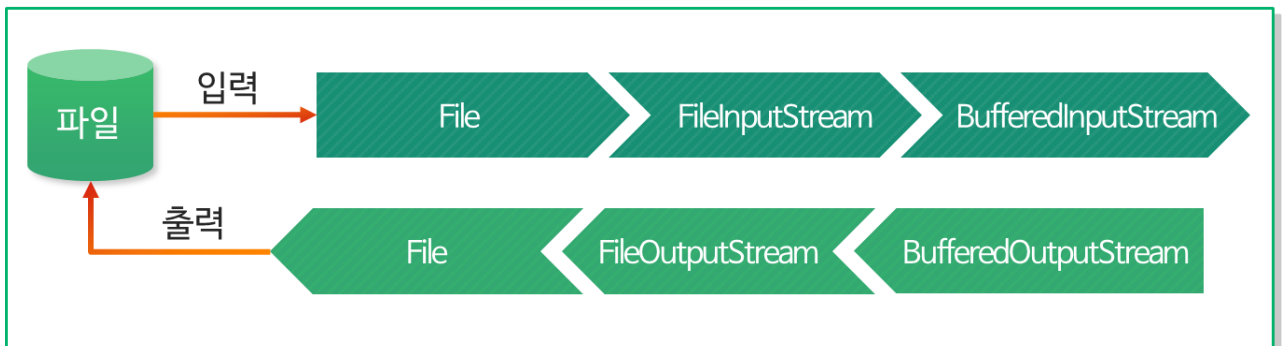 파일
입력
File
FileInputStream
BufferedInputStream
출력
File
FileOutputStream
BufferedOutputStream